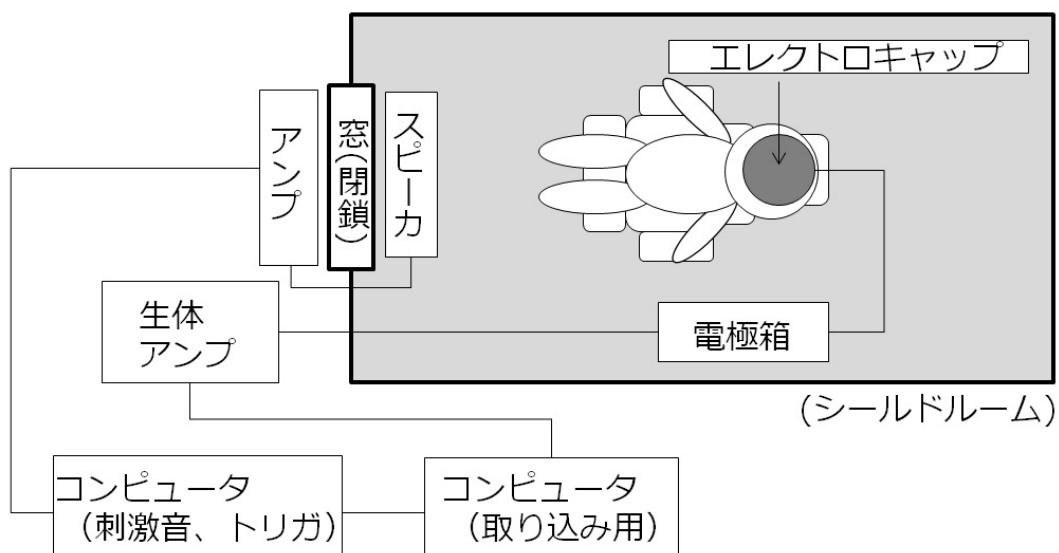 エレクトロキャップ
アンプ
窓(閉鎖)
スピーカ
生体
アンプ
電極箱
(シールドルーム)
コンピュータ
（刺激音、トリガ）
コンピュータ
（取り込み用）